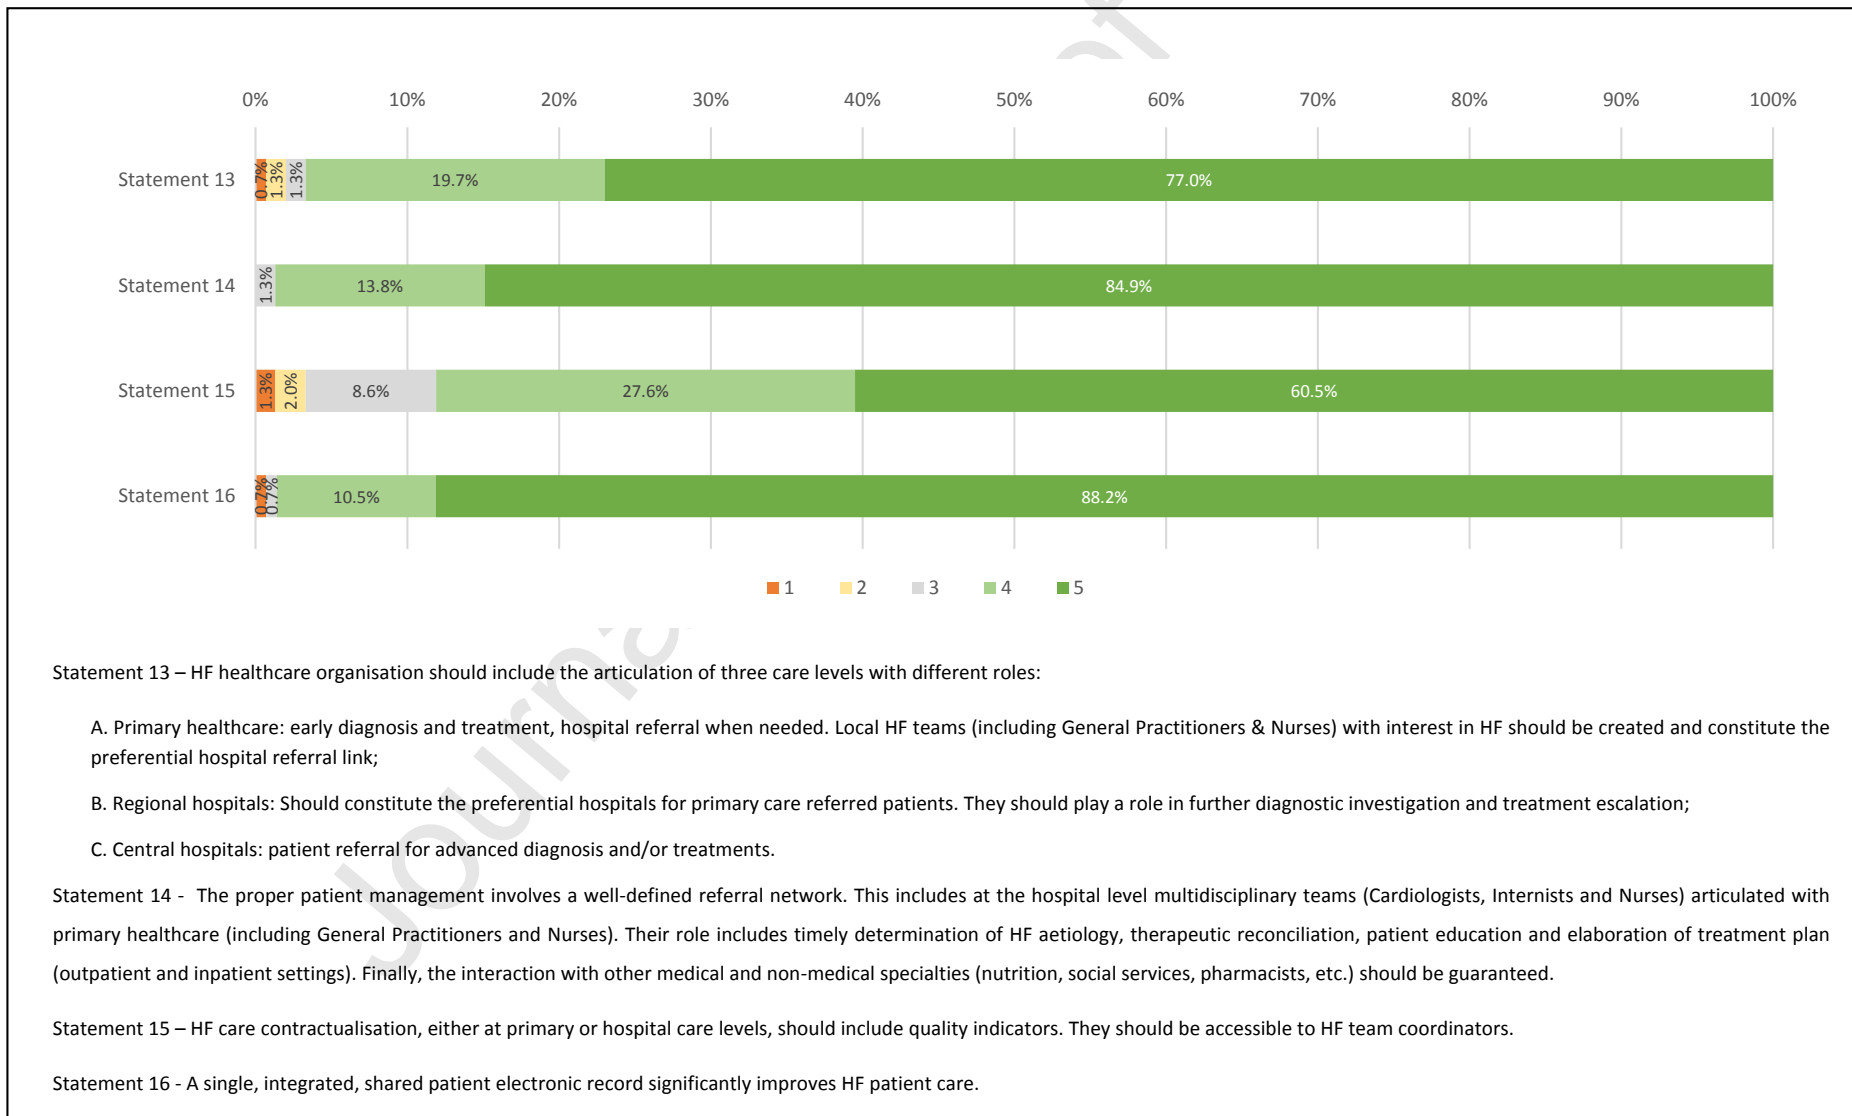 0% 10% 20% 30% 40% 50% 60% 70% 80% 90% 100%
Statement 13 0.7% 1.3% 1.3% 19.7% 77.0%
Statement 14 1.3% 13.8% 84.9%
Statement 15 1.3% 2.0% 8.6% 27.6% 60.5%
Statement 16 0.7% 0.7% 10.5% 88.2%
1 2 3 4 5
Statement 13 – HF healthcare organisation should include the articulation of three care levels with different roles:
A. Primary healthcare: early diagnosis and treatment, hospital referral when needed. Local HF teams (including General Practitioners & Nurses) with interest in HF should be created and constitute the
preferential hospital referral link;
B. Regional hospitals: Should constitute the preferential hospitals for primary care referred patients. They should play a role in further diagnostic investigation and treatment escalation;
C. Central hospitals: patient referral for advanced diagnosis and/or treatments.
Statement 14 - The proper patient management involves a well-defined referral network. This includes at the hospital level multidisciplinary teams (Cardiologists, Internists and Nurses) articulated with
primary healthcare (including General Practitioners and Nurses). Their role includes timely determination of HF aetiology, therapeutic reconciliation, patient education and elaboration of treatment plan
(outpatient and inpatient settings). Finally, the interaction with other medical and non-medical specialties (nutrition, social services, pharmacists, etc.) should be guaranteed.
Statement 15 – HF care contractualisation, either at primary or hospital care levels, should include quality indicators. They should be accessible to HF team coordinators.
Statement 16 - A single, integrated, shared patient electronic record significantly improves HF patient care.